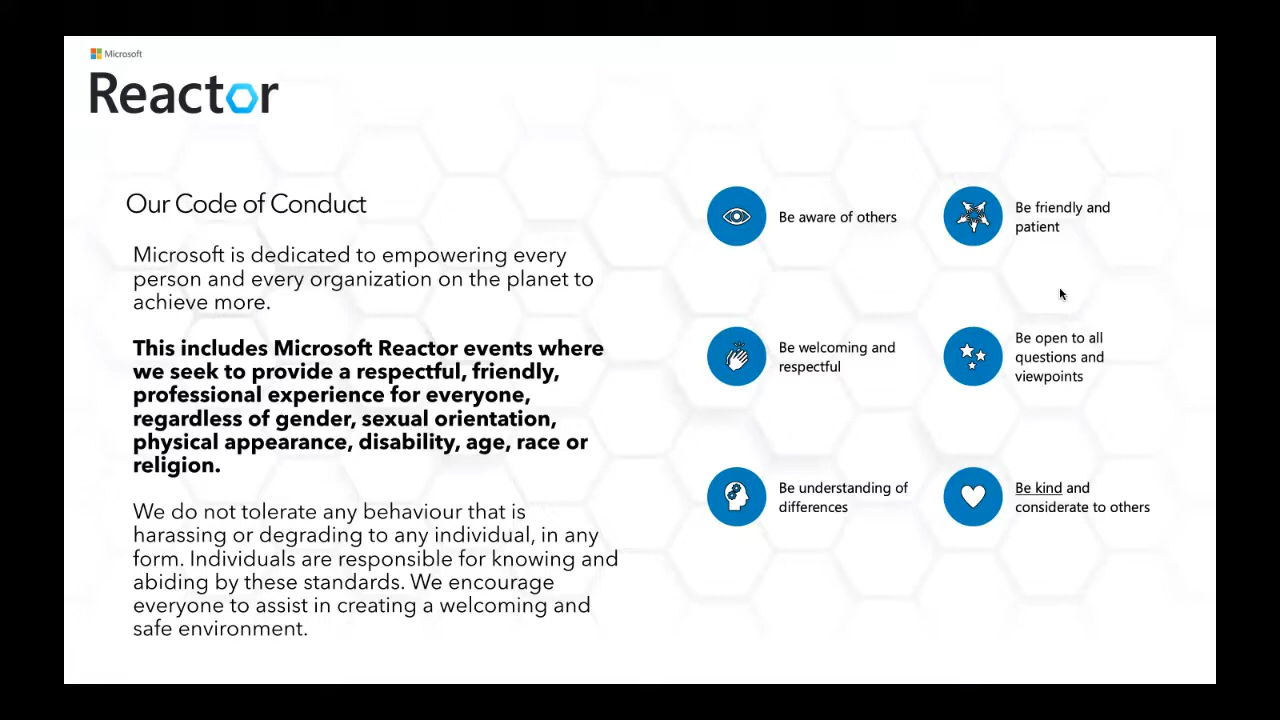 Microsoft
Reactor
Our Code of Conduct
Microsoft is dedicated to empowering every
person and every organization on the planet to
achieve more.
This includes Microsoft Reactor events where
we seek to provide a respectful, friendly,
professional experience for everyone,
regardless of gender, sexual orientation,
physical appearance, disability, age, race or
religion.
We do not tolerate any behaviour that is
harassing or degrading to any individual, in any
form. Individuals are responsible for knowing and
abiding by these standards. We encourage
everyone to assist in creating a welcoming and
safe environment.
Be aware of others
Be friendly and
patient
Be welcoming and
respectful
Be open to all
questions and
viewpoints
Be understanding of
differences
Be kind and
considerate to others